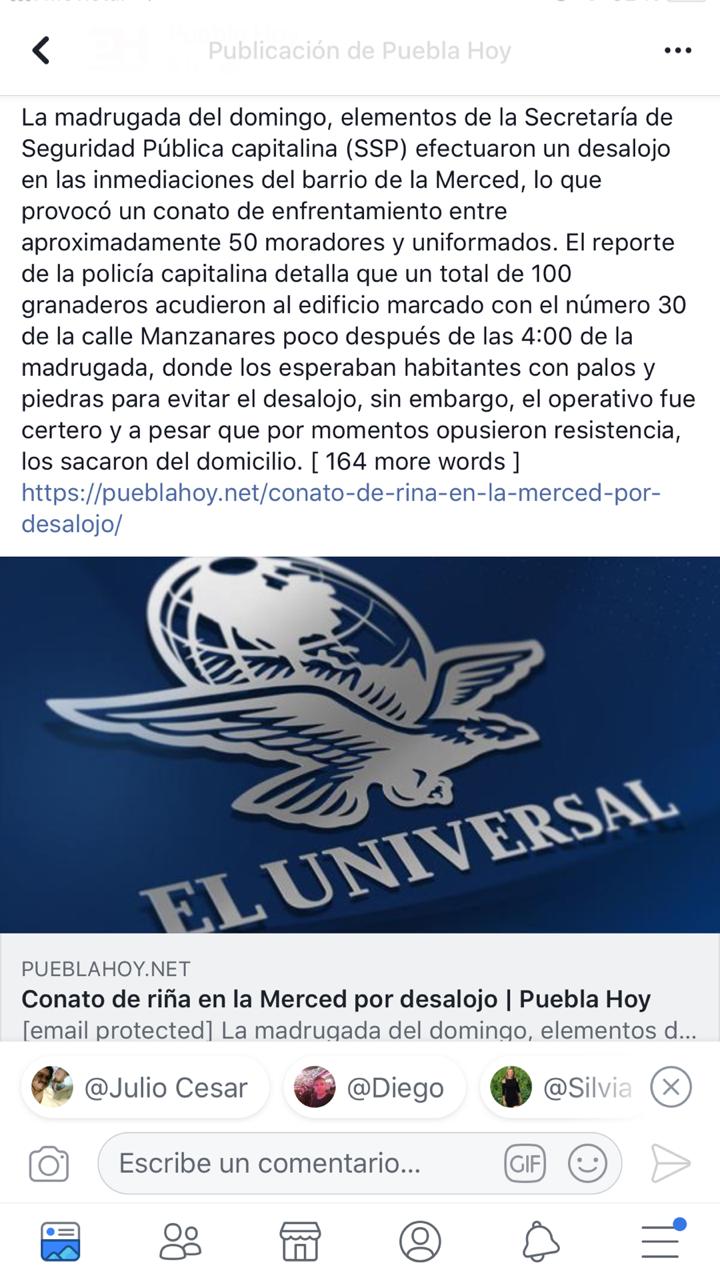 Publicación de Puebla Hoy
La madrugada del domingo, elementos de la Secretaría de
Seguridad Pública capitalina (SSP) efectuaron un desalojo
en las inmediaciones del barrio de la Merced, lo que
provocó un conato de enfrentamiento entre
aproximadamente 50 moradores y uniformados. El reporte
de la policía capitalina detalla que un total de 100
granaderos acudieron al edificio marcado con el número 30
de la calle Manzanares poco después de las 4:00 de la
madrugada, donde los esperaban habitantes con palos y
piedras para evitar el desalojo, sin embargo, el operativo fue
certero y a pesar que por momentos opusieron resistencia,
los sacaron del domicilio. [ 164 more words ]
https://pueblahoy.net/conato-de-rina-en-la-merced-por-
desalojo/
EL UNIVERSAL
PUEBLAHOY.NET
Conato de riña en la Merced por desalojo | Puebla Hoy
[email protected] La madrugada del domingo, elementos d...
@Julio Cesar @Diego @Silvia
Escribe un comentario... GIF